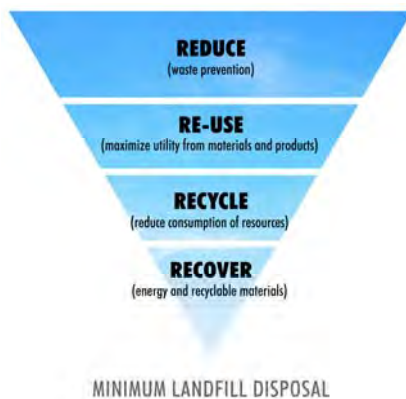 REDUCE
(waste prevention)
RE-USE
(maximize utility from materials and products)
RECYCLE
(reduce consumption of resources)
RECOVER
(energy and recyclable materials)
MINIMUM LANDFILL DISPOSAL